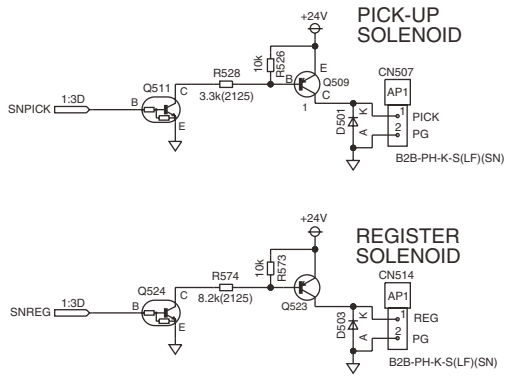 +24V
PICK-UP
SOLENOID
10k
R526
R528
3.3k(2125)
Q511
C
B
E
SNPICK
1:3D
B
E
Q509
C
1
D501
K
A
CN507
AP1
1
PICK
2
PG
B2B-PH-K-S(LF)(SN)
+24V
REGISTER
SOLENOID
10k
R573
R574
8.2k(2125)
Q524
C
B
E
SNREG
1:3D
Q523
D503
K
A
CN514
AP1
1
REG
2
PG
B2B-PH-K-S(LF)(SN)